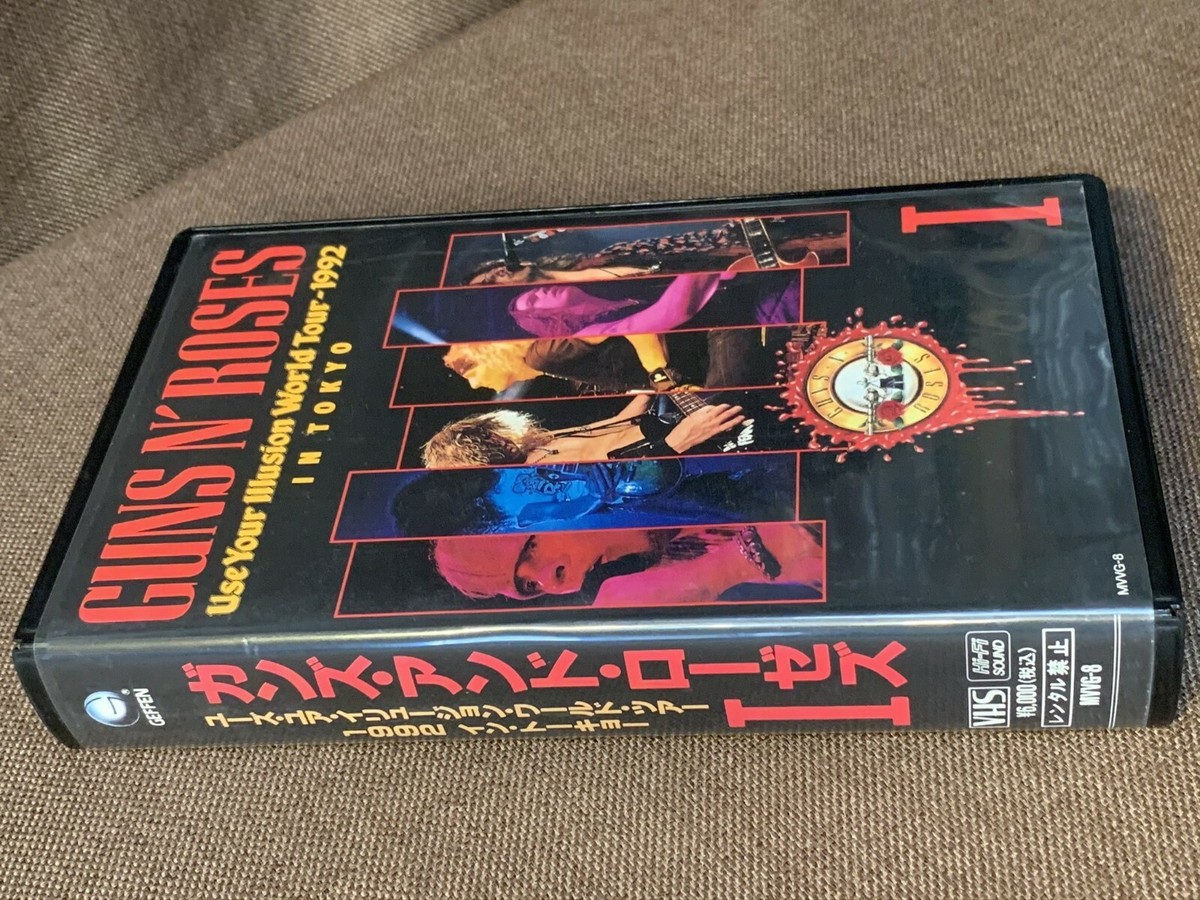 GUNS N' ROSES
Use Your Illusion World Tour-1992
IN TOKYO
GUNS N' ROSES
I
MVVG-8
GEFFEN®
ガンズ・アンド・ローゼズ
ユーズ・ユア・イリュージョン・ワールド・ツアー
1992 イン・トーキョー
I
VHS
Hi-Fi SOUND
¥6,000(税込)
レンタル禁止
MVVG-8